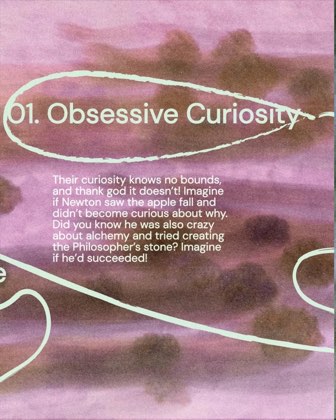 01. Obsessive Curiosity
Their curiosity knows no bounds,
and thank god it doesn't! Imagine
if Newton saw the apple fall and
didn't become curious about why.
Did you know he was also crazy
about alchemy and tried creating
the Philosopher's stone? Imagine
if he'd succeeded!
e